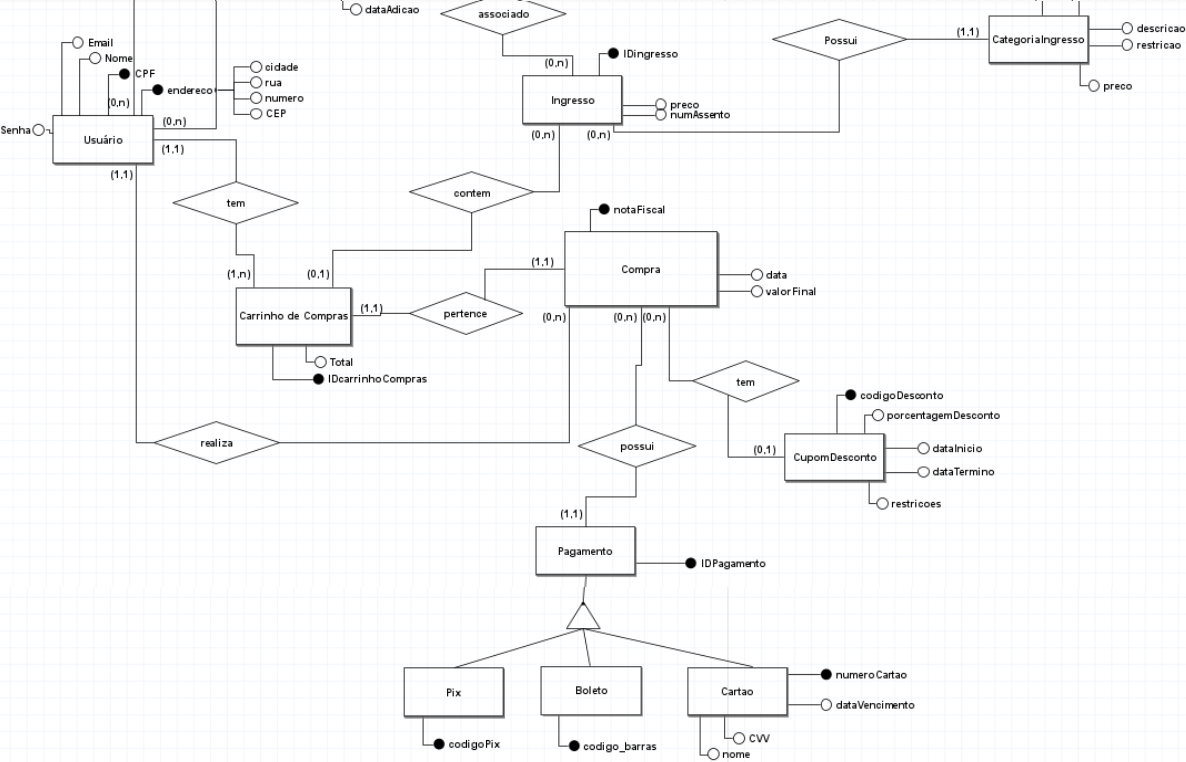 dataAdicao
associado
Possui
(1,1)
CategoriaIngresso
descricao
restricao
preco
Email
Nome
CPF
(0,n)
endereco
cidade
rua
numero
CEP
Senha
Usuário
(0,n)
(1,1)
(1,1)
(0,n)
IDingresso
Ingresso
preco
numAssento
(0,n)
(0,n)
tem
contem
notaFiscal
(1,n)
(0,1)
(1,1)
Compra
data
valorFinal
Carrinho de Compras
(1,1)
pertence
(0,n)
(0,n)
(0,n)
Total
IDcarrinhoCompras
tem
codigoDesconto
porcentagemDesconto
realiza
possui
(0,1)
CupomDesconto
dataInicio
dataTermino
restricoes
(1,1)
Pagamento
IDPagamento
Pix
Boleto
Cartao
numeroCartao
dataVencimento
codigoPix
codigo_barras
CVV
nome